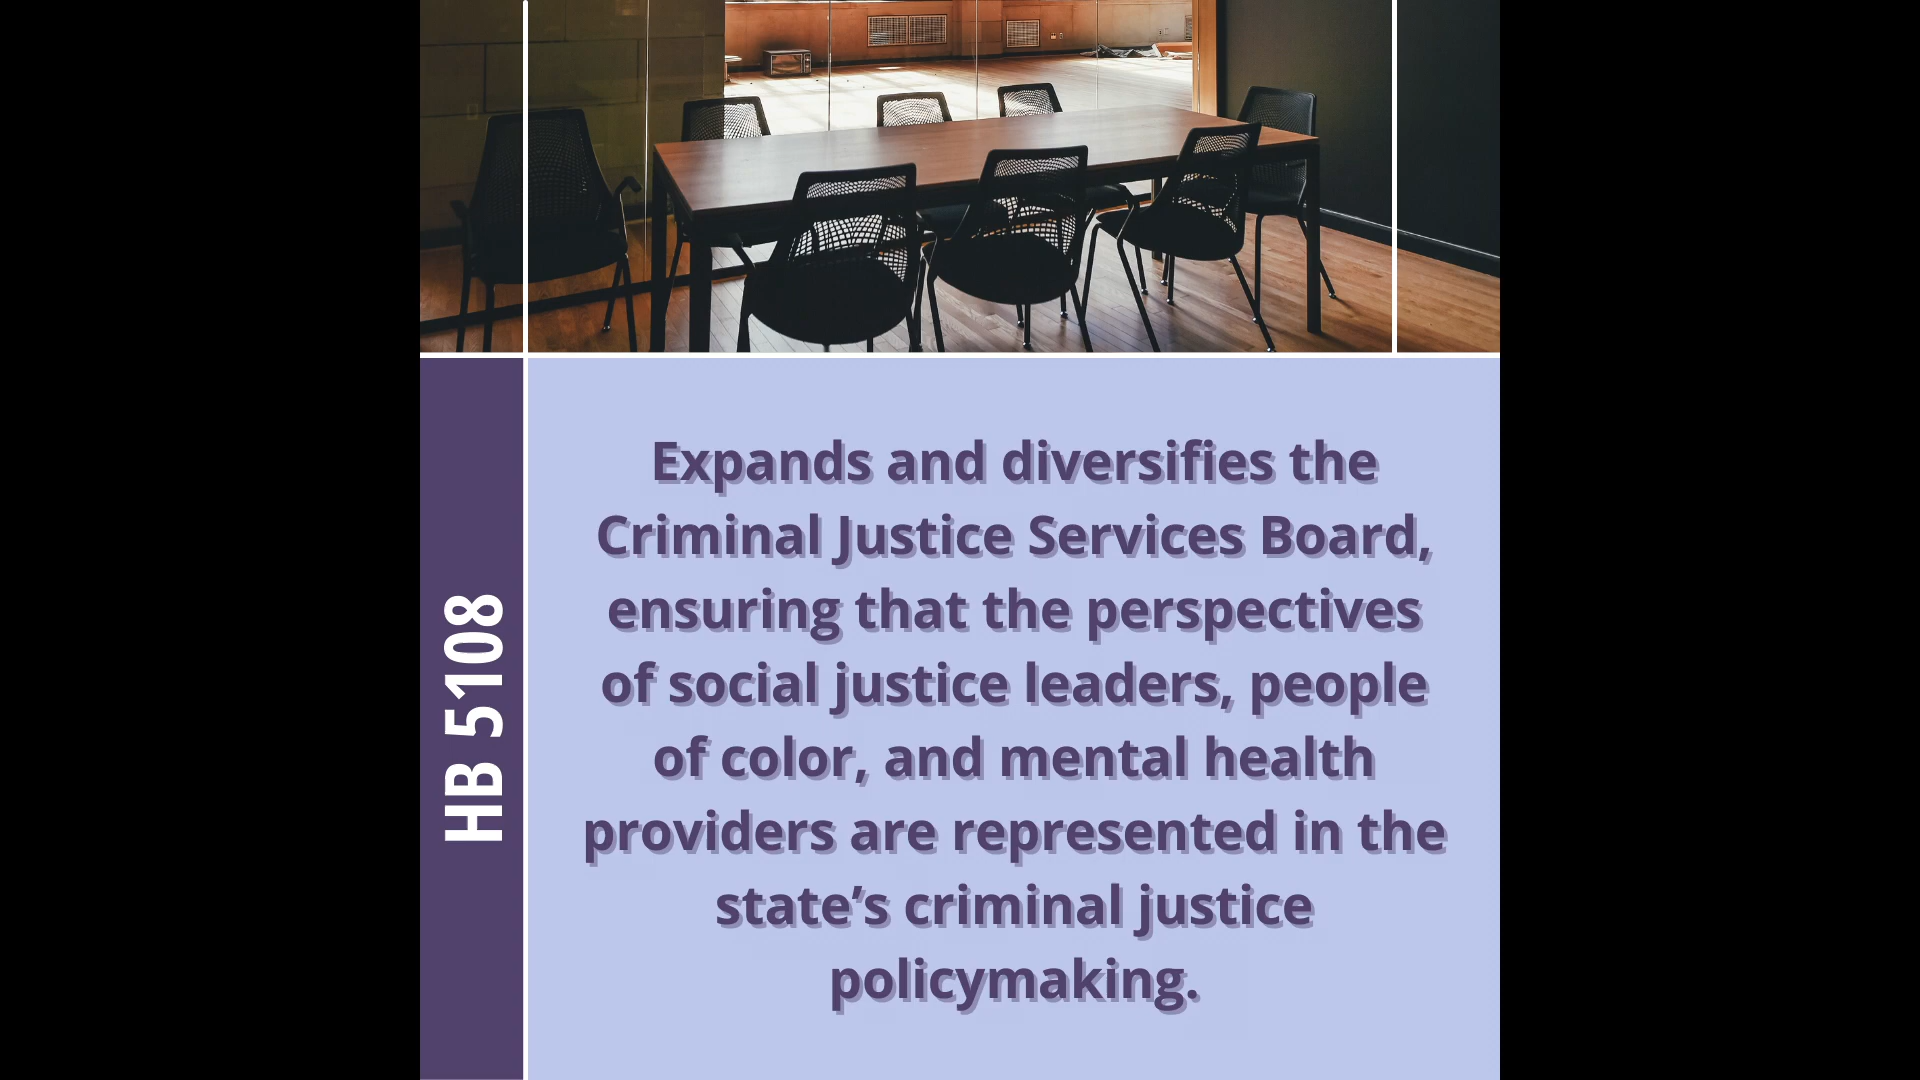 HB 5108
Expands and diversifies the
Criminal Justice Services Board,
ensuring that the perspectives
of social justice leaders, people
of color, and mental health
providers are represented in the
state’s criminal justice
policymaking.